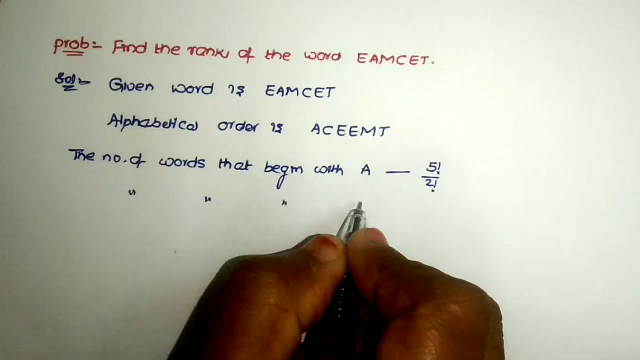 prob:- Find the rank of the word EAMCET.
Sol:- Given word is EAMCET
Alphabetical order is ACEEMT
The no. of words that begin with A — 5!/2!
" " "